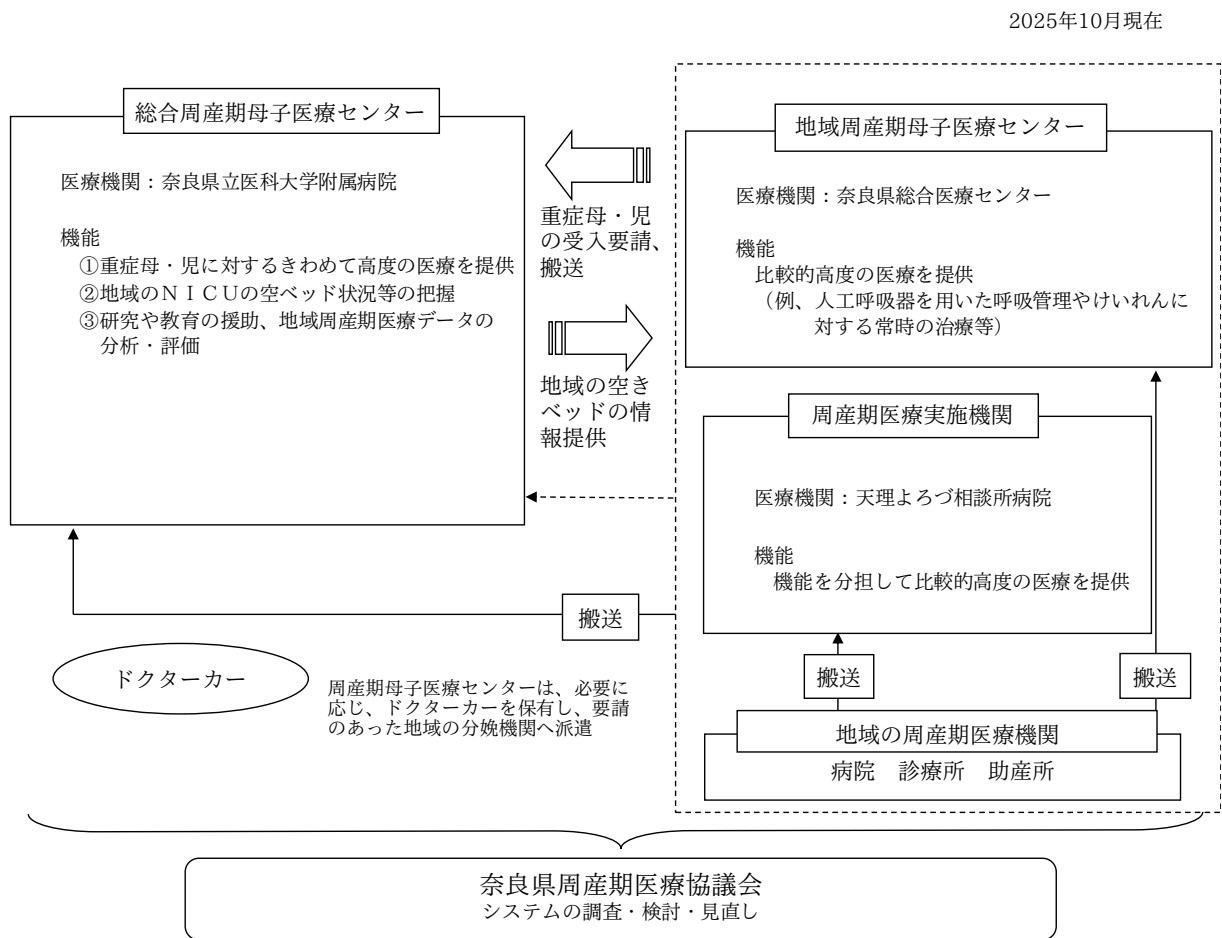 2025年10月現在
総合周産期母子医療センター
医療機関：奈良県立医科大学附属病院
機能
①重症母・児に対するきわめて高度の医療を提供
②地域のＮＩＣＵの空ベッド状況等の把握
③研究や教育の援助、地域周産期医療データの
分析・評価
重症母・児
の受入要請、
搬送
地域の空き
ベッドの情
報提供
地域周産期母子医療センター
医療機関：奈良県総合医療センター
機能
比較的高度の医療を提供
（例、人工呼吸器を用いた呼吸管理やけいれんに
対する常時の治療等）
周産期医療実施機関
医療機関：天理よろづ相談所病院
機能
機能を分担して比較的高度の医療を提供
搬送
搬送
搬送
地域の周産期医療機関
病院　診療所　助産所
ドクターカー
周産期母子医療センターは、必要に
応じ、ドクターカーを保有し、要請
のあった地域の分娩機関へ派遣
奈良県周産期医療協議会
システムの調査・検討・見直し